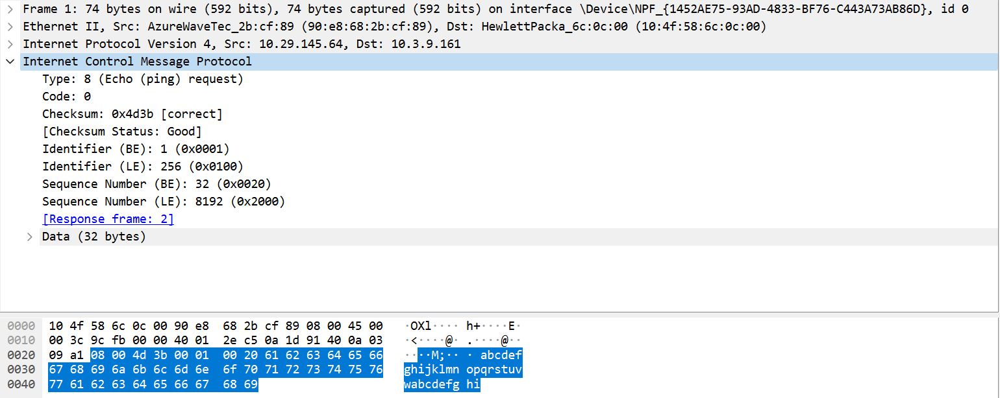 Frame 1: 74 bytes on wire (592 bits), 74 bytes captured (592 bits) on interface \Device\NPF_{1452AE75-93AD-4833-BF76-C443A73AB86D}, id 0
Ethernet II, Src: AzureWaveTec_2b:cf:89 (90:e8:68:2b:cf:89), Dst: HewlettPacka_6c:0c:00 (10:4f:58:6c:0c:00)
Internet Protocol Version 4, Src: 10.29.145.64, Dst: 10.3.9.161
Internet Control Message Protocol
Type: 8 (Echo (ping) request)
Code: 0
Checksum: 0x4d3b [correct]
[Checksum Status: Good]
Identifier (BE): 1 (0x0001)
Identifier (LE): 256 (0x0100)
Sequence Number (BE): 32 (0x0020)
Sequence Number (LE): 8192 (0x2000)
[Response frame: 2]
Data (32 bytes)
0000 10 4f 58 6c 0c 00 90 e8 68 2b cf 89 08 00 45 00 ·OXl···· h+····E·
0010 00 3c 9c fb 00 00 40 01 2e c5 0a 1d 91 40 0a 03 ·<····@· .····@··
0020 09 a1 08 00 4d 3b 00 01 00 20 61 62 63 64 65 66 ····M;·· · abcdef
0030 67 68 69 6a 6b 6c 6d 6e 6f 70 71 72 73 74 75 76 ghijklmn opqrstuv
0040 77 61 62 63 64 65 66 67 68 69 wabcdefg hi